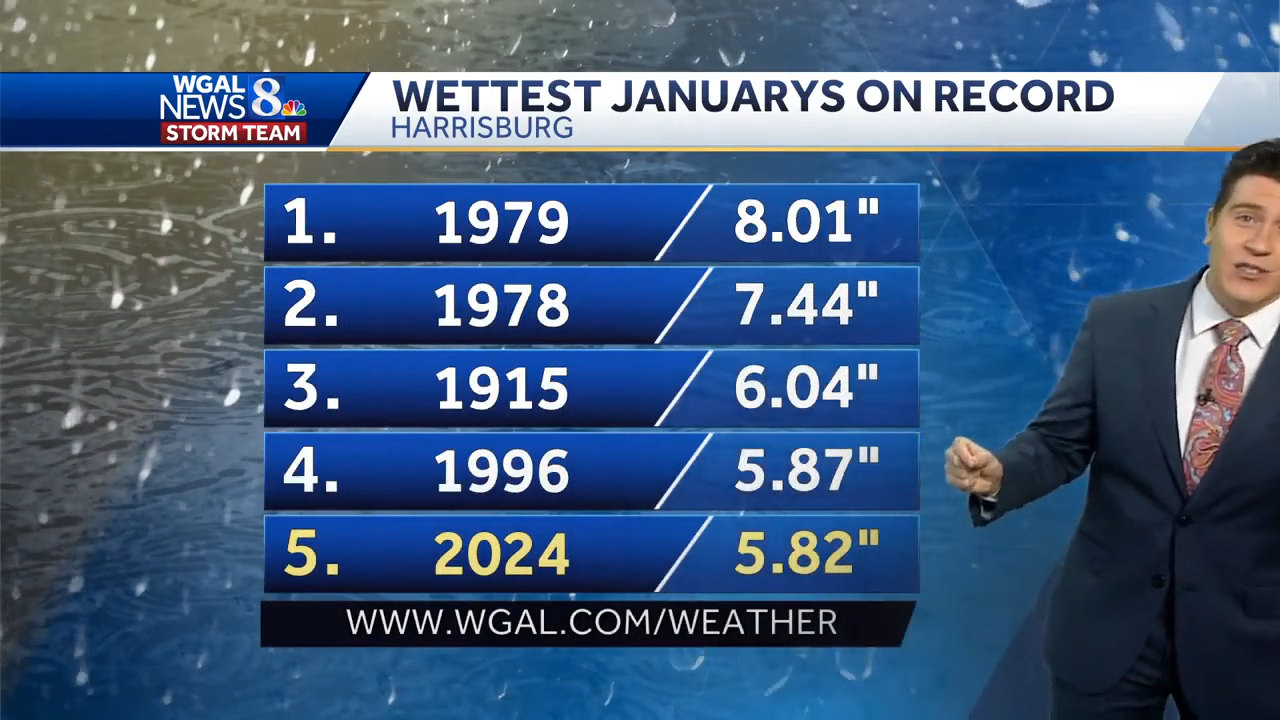 WGAL
NEWS 8
STORM TEAM
WETTEST JANUARYS ON RECORD
HARRISBURG
1. 1979 8.01"
2. 1978 7.44"
3. 1915 6.04"
4. 1996 5.87"
5. 2024 5.82"
WWW.WGAL.COM/WEATHER